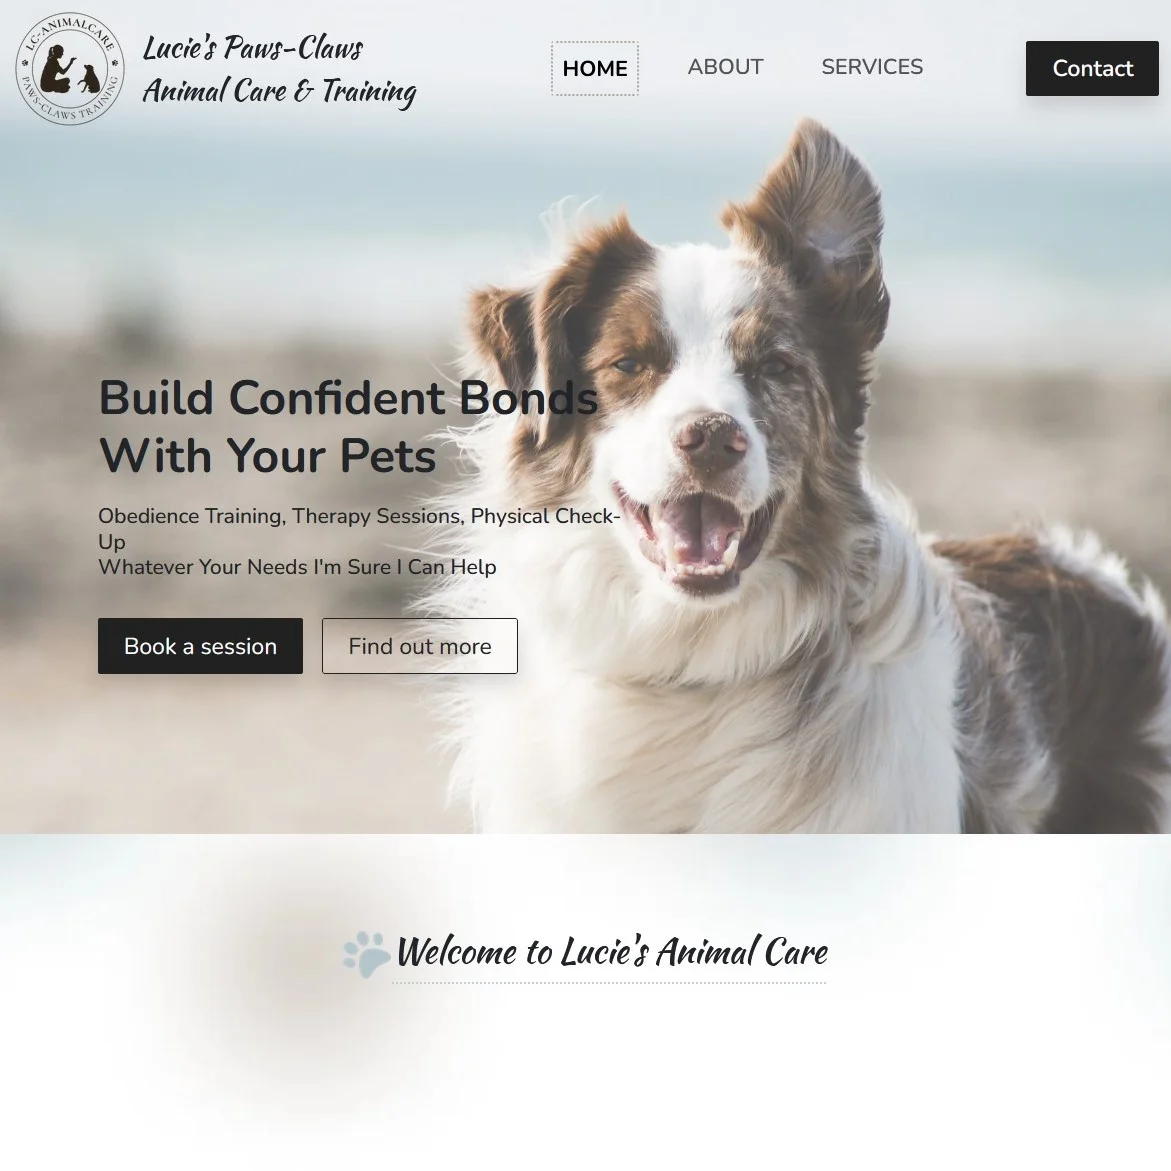 LC-ANIMALCARE
PAWS-CLAWS TRAINING
Lucie's Paws-Claws
Animal Care & Training
HOME
ABOUT
SERVICES
Contact
Build Confident Bonds
With Your Pets
Obedience Training, Therapy Sessions, Physical Check-
Up
Whatever Your Needs I'm Sure I Can Help
Book a session
Find out more
Welcome to Lucie's Animal Care